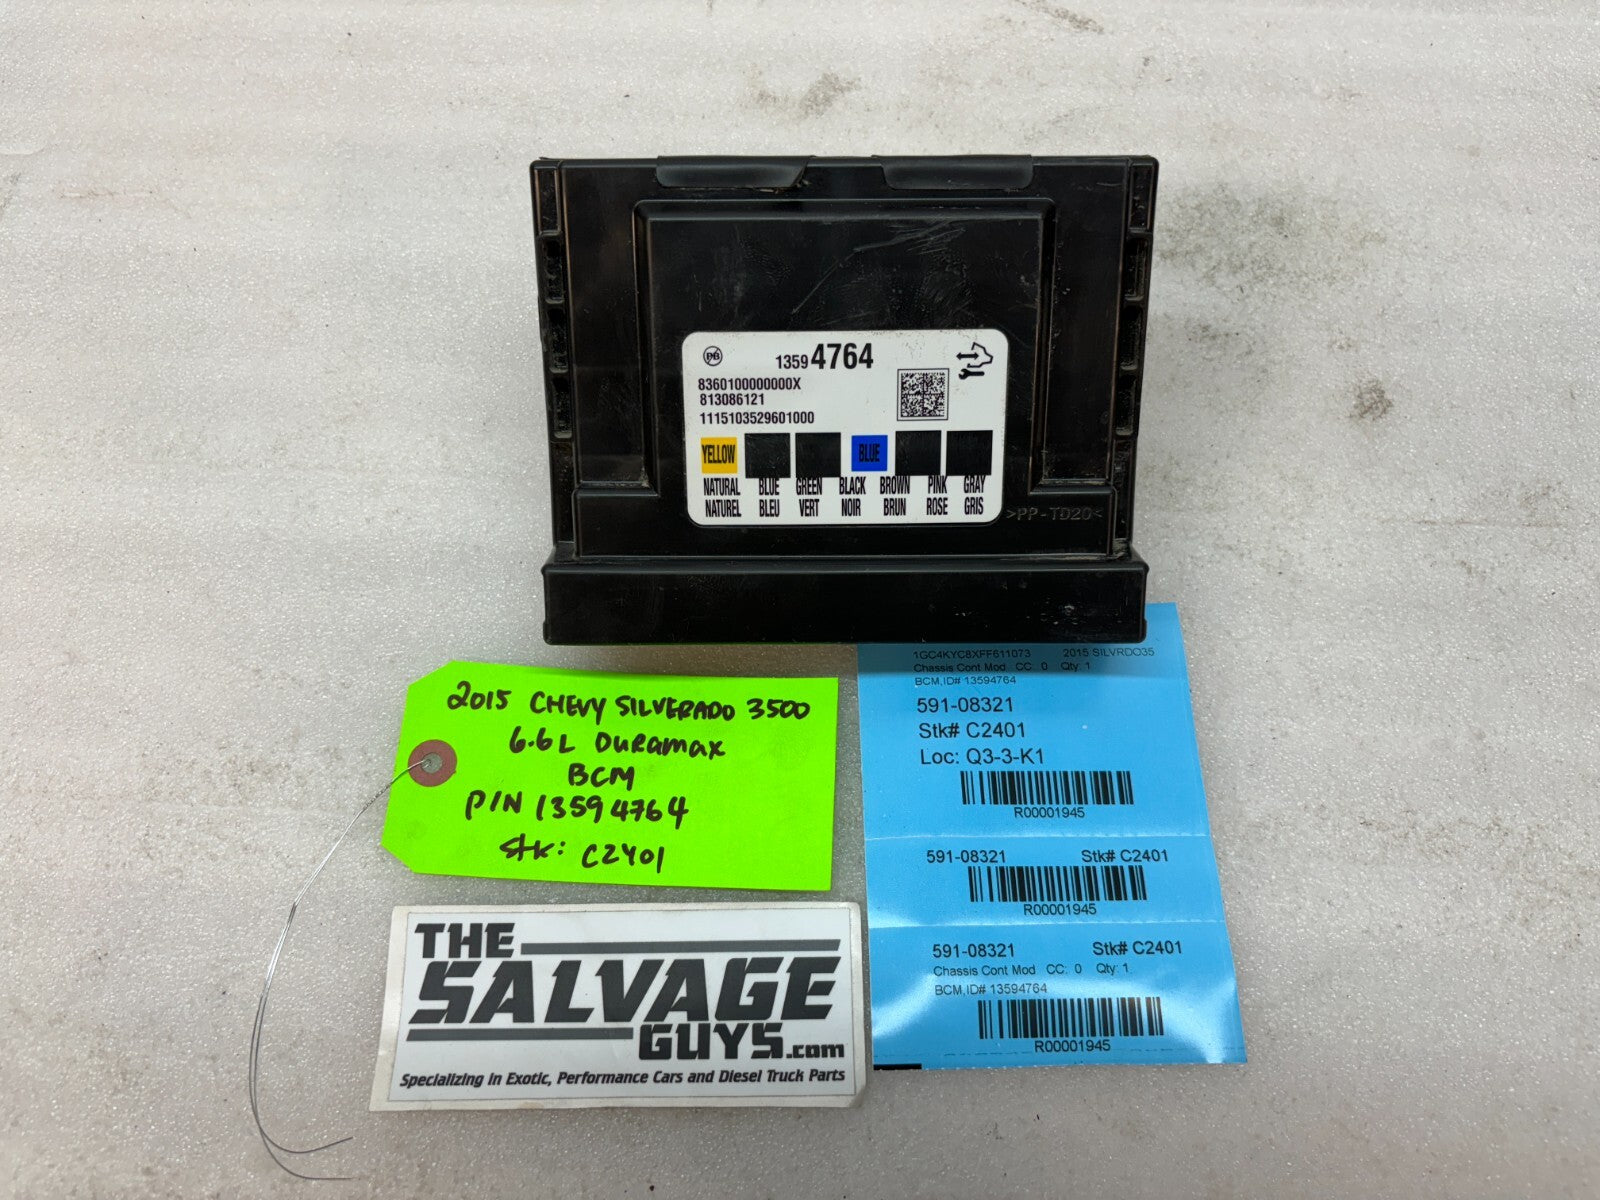 PB
13594764
8360100000000X
813086121
1115103529601000
YELLOW BLUE
NATURAL BLUE GREEN BLACK BROWN PINK GRAY
NATUREL BLEU VERT NOIR BRUN ROSE GRIS
>PP-TD20<
2015 CHEVY SILVERADO 3500
6.6L DURAMAX
BCM
P/N 13594764
Stk: C2401
1GC4KYC8XFF611073 2015 SILVRDO35
Chassis Cont Mod CC: 0 Qty: 1
BCM,ID# 13594764
591-08321
Stk# C2401
Loc: Q3-3-K1
R00001945
591-08321 Stk# C2401
R00001945
591-08321 Stk# C2401
Chassis Cont Mod CC: 0 Qty: 1
BCM,ID# 13594764
R00001945
THE
SALVAGE
GUYS.com
Specializing in Exotic, Performance Cars and Diesel Truck Parts